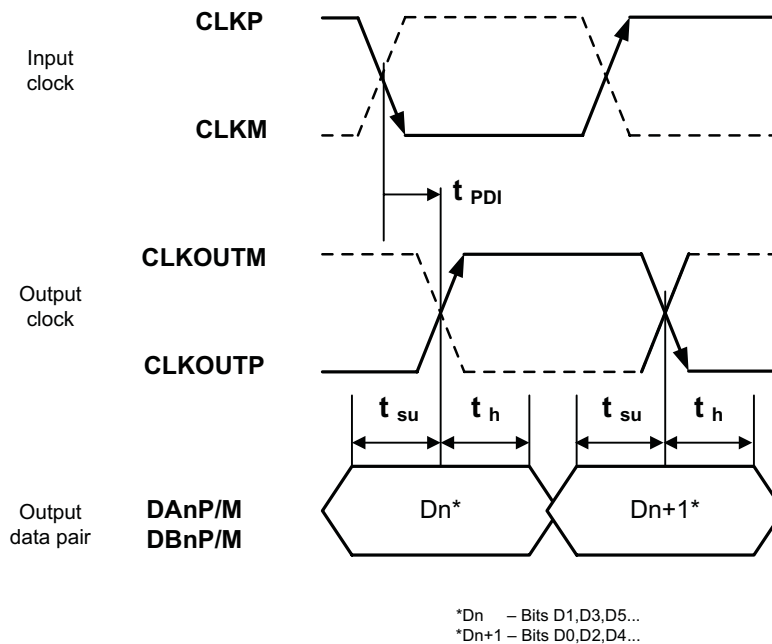 CLKP
Input
clock
CLKM
t PDI
CLKOUTM
Output
clock
CLKOUTP
t su t h t su t h
Output
data pair
DAnP/M
DBnP/M
Dn* Dn+1*
*Dn – Bits D1,D3,D5...
*Dn+1 – Bits D0,D2,D4...